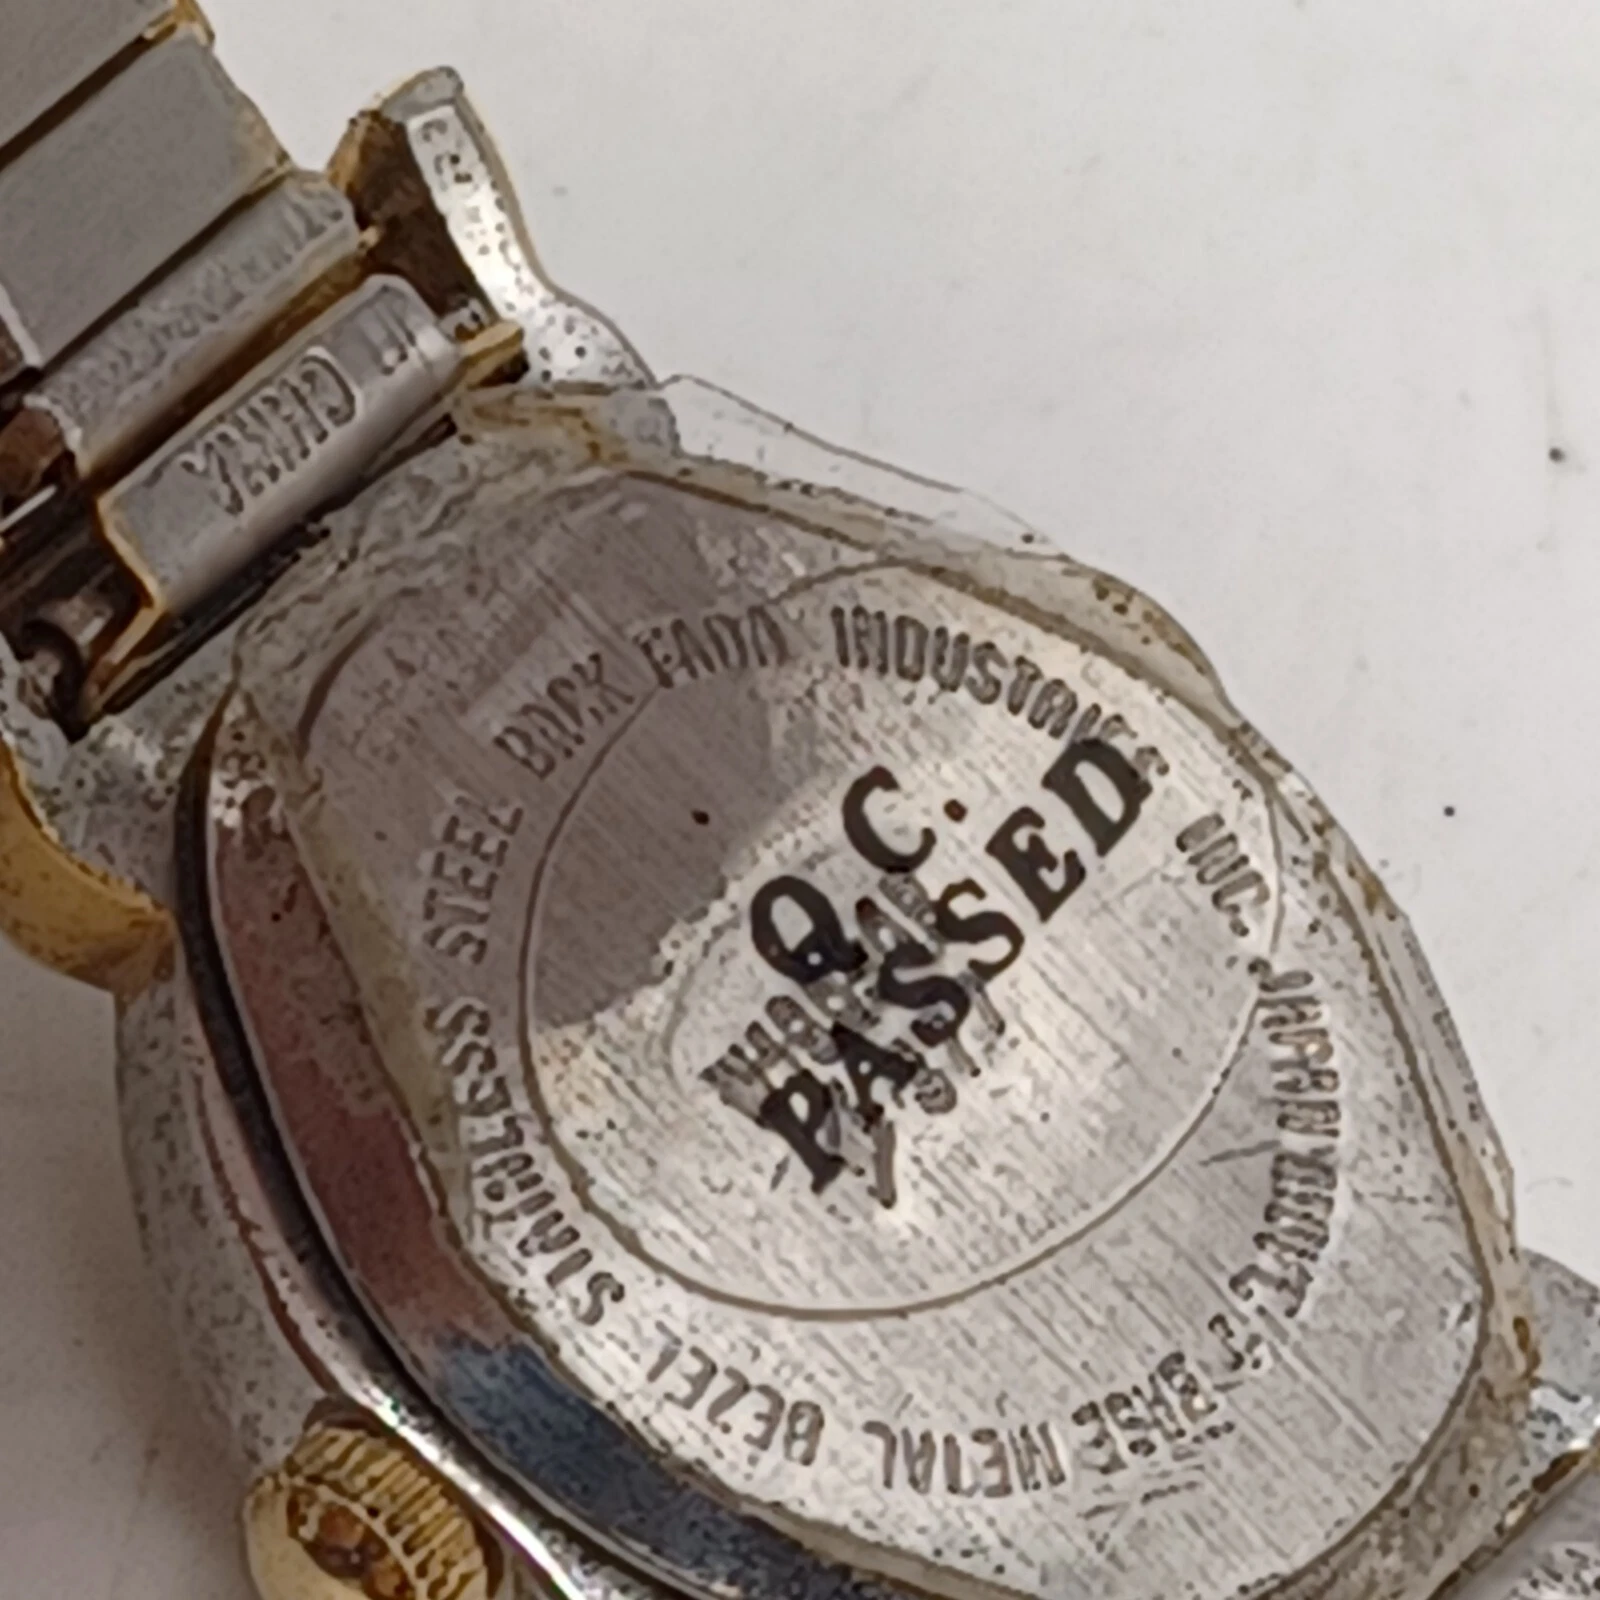 CHINA
STAINLESS STEEL BACK FADA INDUSTRIES INC. JAPAN MOVT
BASE METAL BEZEL
Q.C.
PASSED